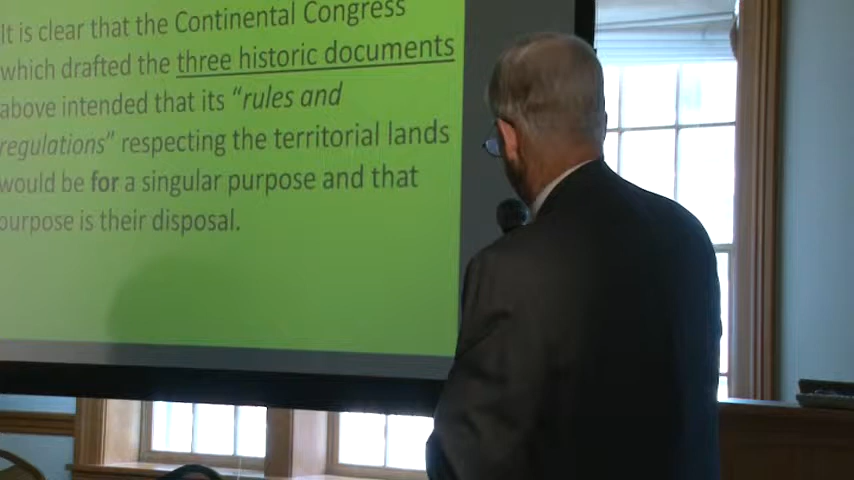 It is clear that the Continental Congress
which drafted the three historic documents
above intended that its “rules and
regulations” respecting the territorial lands
would be for a singular purpose and that
purpose is their disposal.